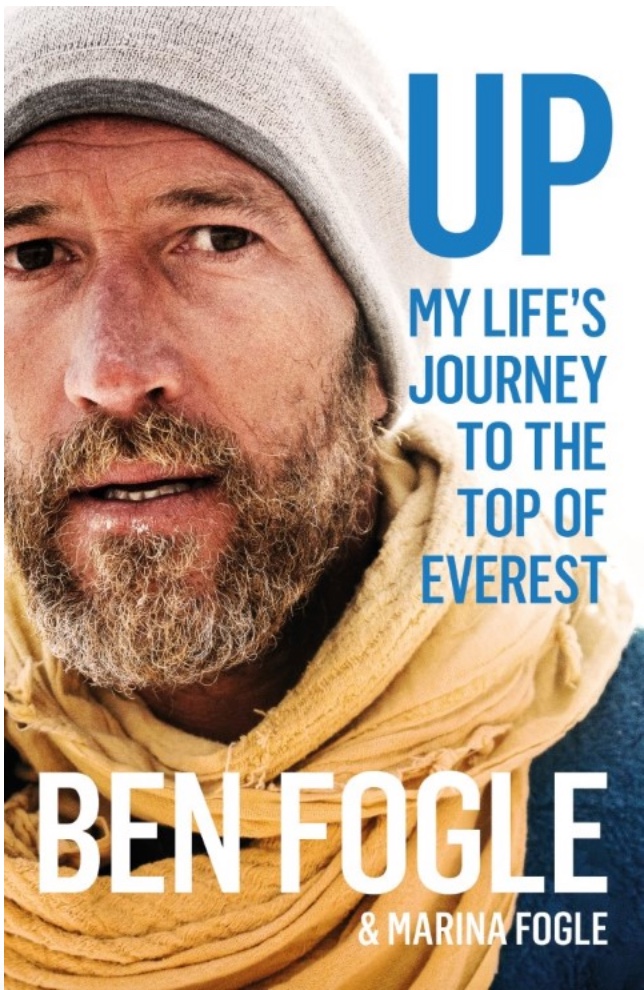 UP
MY LIFE’S
JOURNEY
TO THE
TOP OF
EVEREST
BEN FOGLE
& MARINA FOGLE